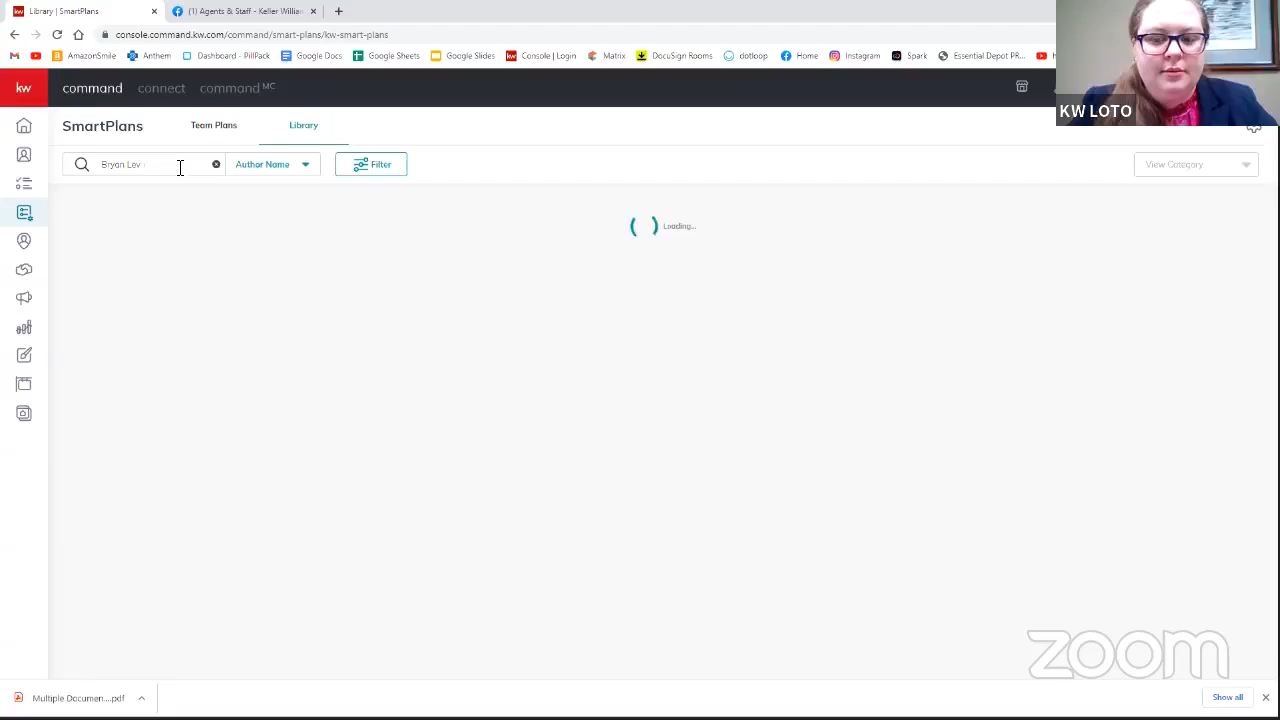 Library | SmartPlans
(1) Agents & Staff - Keller Willian
console.command.kw.com/command/smart-plans/kw-smart-plans
AmazonSmile
Anthem
Dashboard - PillPack
Google Docs
Google Sheets
Google Slides
Console | Login
Matrix
DocuSign Rooms
dotloop
Home
Instagram
Spark
Essential Depot PR...
kw
command
connect
command MC
KW LOTO
SmartPlans
Team Plans
Library
Bryan Lev
Author Name
Filter
View Category
Loading...
zoom
Multiple Documen....pdf
Show all